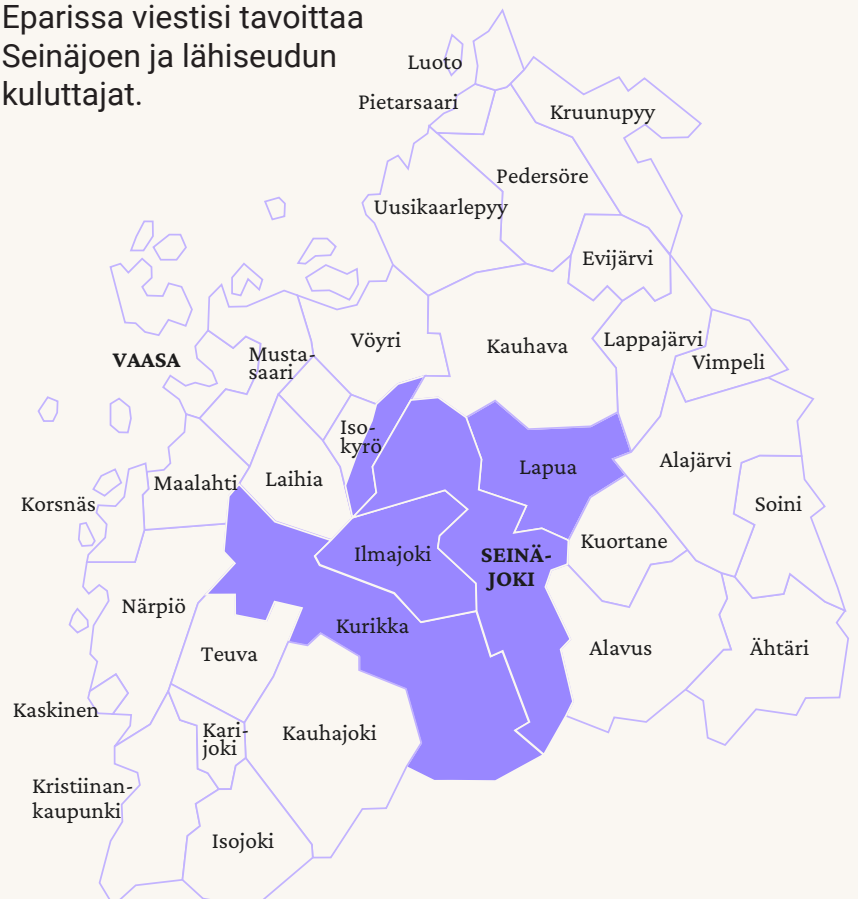 Eparissa viestisi tavoittaa
Seinäjoen ja lähiseudun
kuluttajat.
Luoto
Pietarsaari
Kruunupyy
Pedersöre
Uusikaarlepyy
Evijärvi
Vöyri
Kauhava
Lappajärvi
VAASA
Musta-
saari
Vimpeli
Iso-
kyrö
Lapua
Alajärvi
Maalahti
Laihia
Korsnäs
Soini
Ilmajoki
SEINÄ-
JOKI
Kuortane
Närpiö
Kurikka
Teuva
Alavus
Ähtäri
Kaskinen
Kari-
joki
Kauhajoki
Kristiinan-
kaupunki
Isojoki